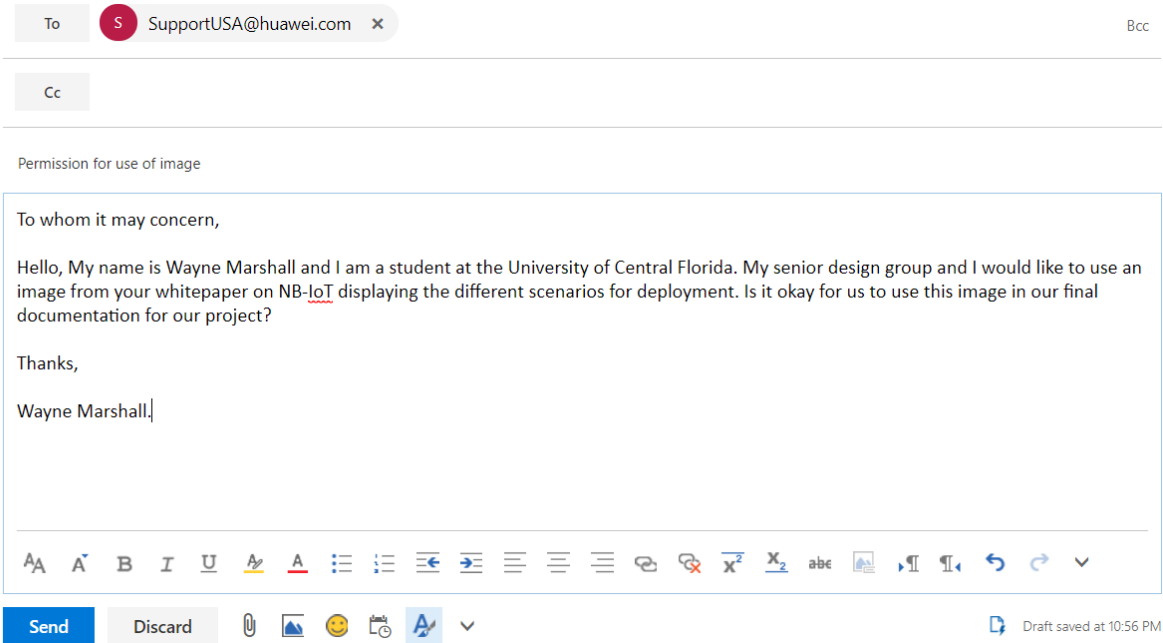 To
S SupportUSA@huawei.com
Bcc
Cc
Permission for use of image
To whom it may concern,
Hello, My name is Wayne Marshall and I am a student at the University of Central Florida. My senior design group and I would like to use an
image from your whitepaper on NB-IoT displaying the different scenarios for deployment. Is it okay for us to use this image in our final
documentation for our project?
Thanks,
Wayne Marshall.
AA A B I U A A x² X₂ abc
Send Discard Draft saved at 10:56 PM